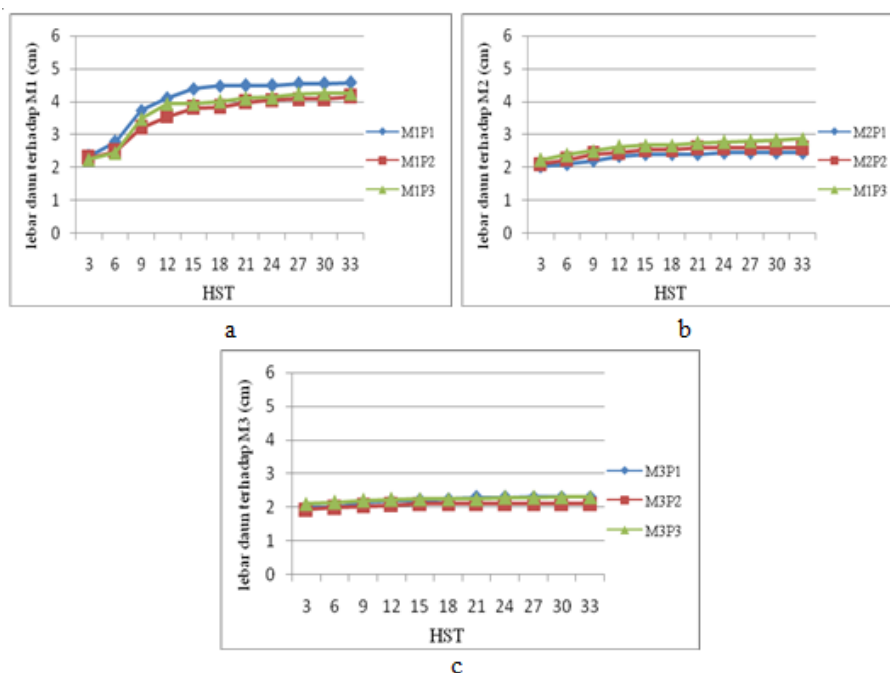 lebar daun terhadap M1 (cm)
6
5
4
3
2
1
0
3 6 9 12 15 18 21 24 27 30 33
HST
M1P1
M1P2
M1P3
a
lebar daun terhadap M2 (cm)
6
5
4
3
2
1
0
3 6 9 12 15 18 21 24 27 30 33
HST
M2P1
M2P2
M1P3
b
lebar daun terhadap M3 (cm)
6
5
4
3
2
1
0
3 6 9 12 15 18 21 24 27 30 33
HST
M3P1
M3P2
M3P3
c